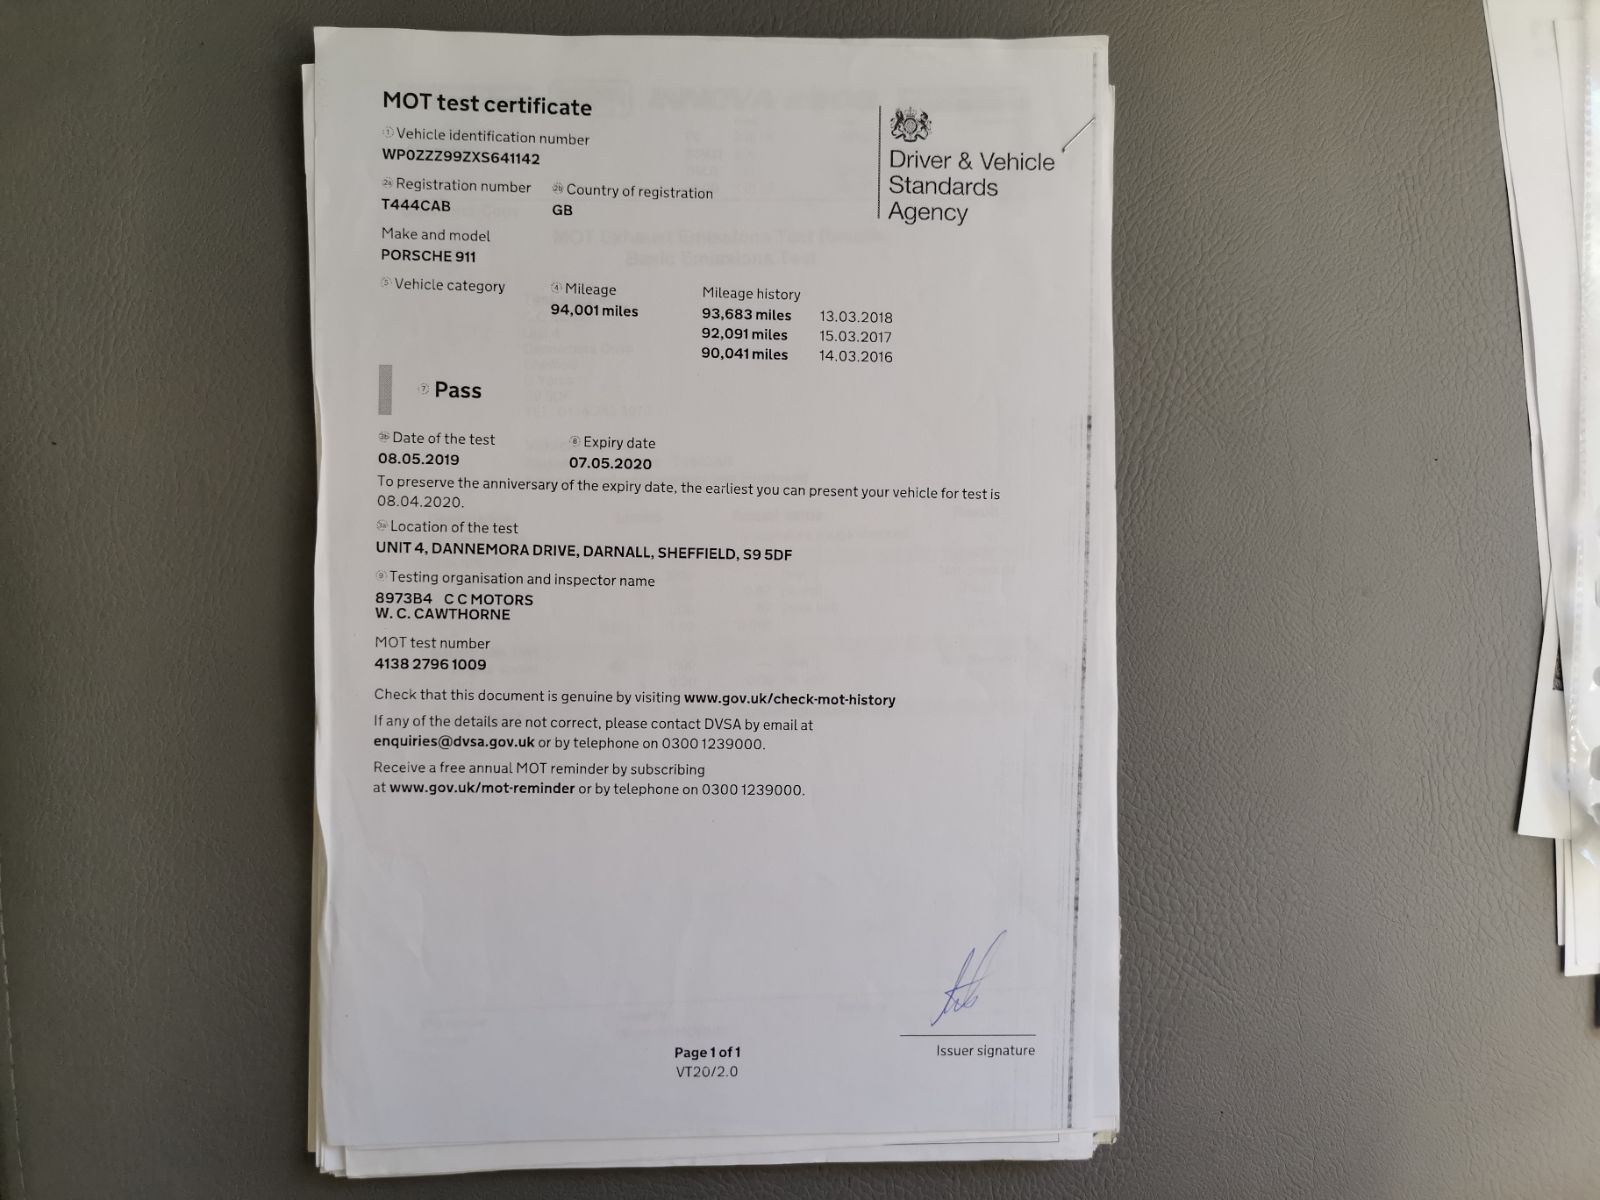 MOT test certificate
1 Vehicle identification number
WP0ZZZ99ZXS641142
2a Registration number
T444CAB
2b Country of registration
GB
Make and model
PORSCHE 911
5 Vehicle category
4 Mileage
94,001 miles
Mileage history
93,683 miles 13.03.2018
92,091 miles 15.03.2017
90,041 miles 14.03.2016
Driver & Vehicle
Standards
Agency
7 Pass
3b Date of the test
08.05.2019
8 Expiry date
07.05.2020
To preserve the anniversary of the expiry date, the earliest you can present your vehicle for test is
08.04.2020.
3a Location of the test
UNIT 4, DANNEMORA DRIVE, DARNALL, SHEFFIELD, S9 5DF
9 Testing organisation and inspector name
8973B4 C C MOTORS
W. C. CAWTHORNE
MOT test number
4138 2796 1009
Check that this document is genuine by visiting www.gov.uk/check-mot-history
If any of the details are not correct, please contact DVSA by email at
enquiries@dvsa.gov.uk or by telephone on 0300 1239000.
Receive a free annual MOT reminder by subscribing
at www.gov.uk/mot-reminder or by telephone on 0300 1239000.
Issuer signature
Page 1 of 1
VT20/2.0